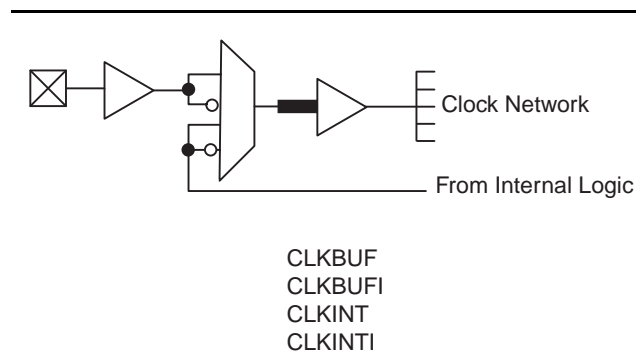 Clock Network
From Internal Logic
CLKBUF
CLKBUFI
CLKINT
CLKINTI